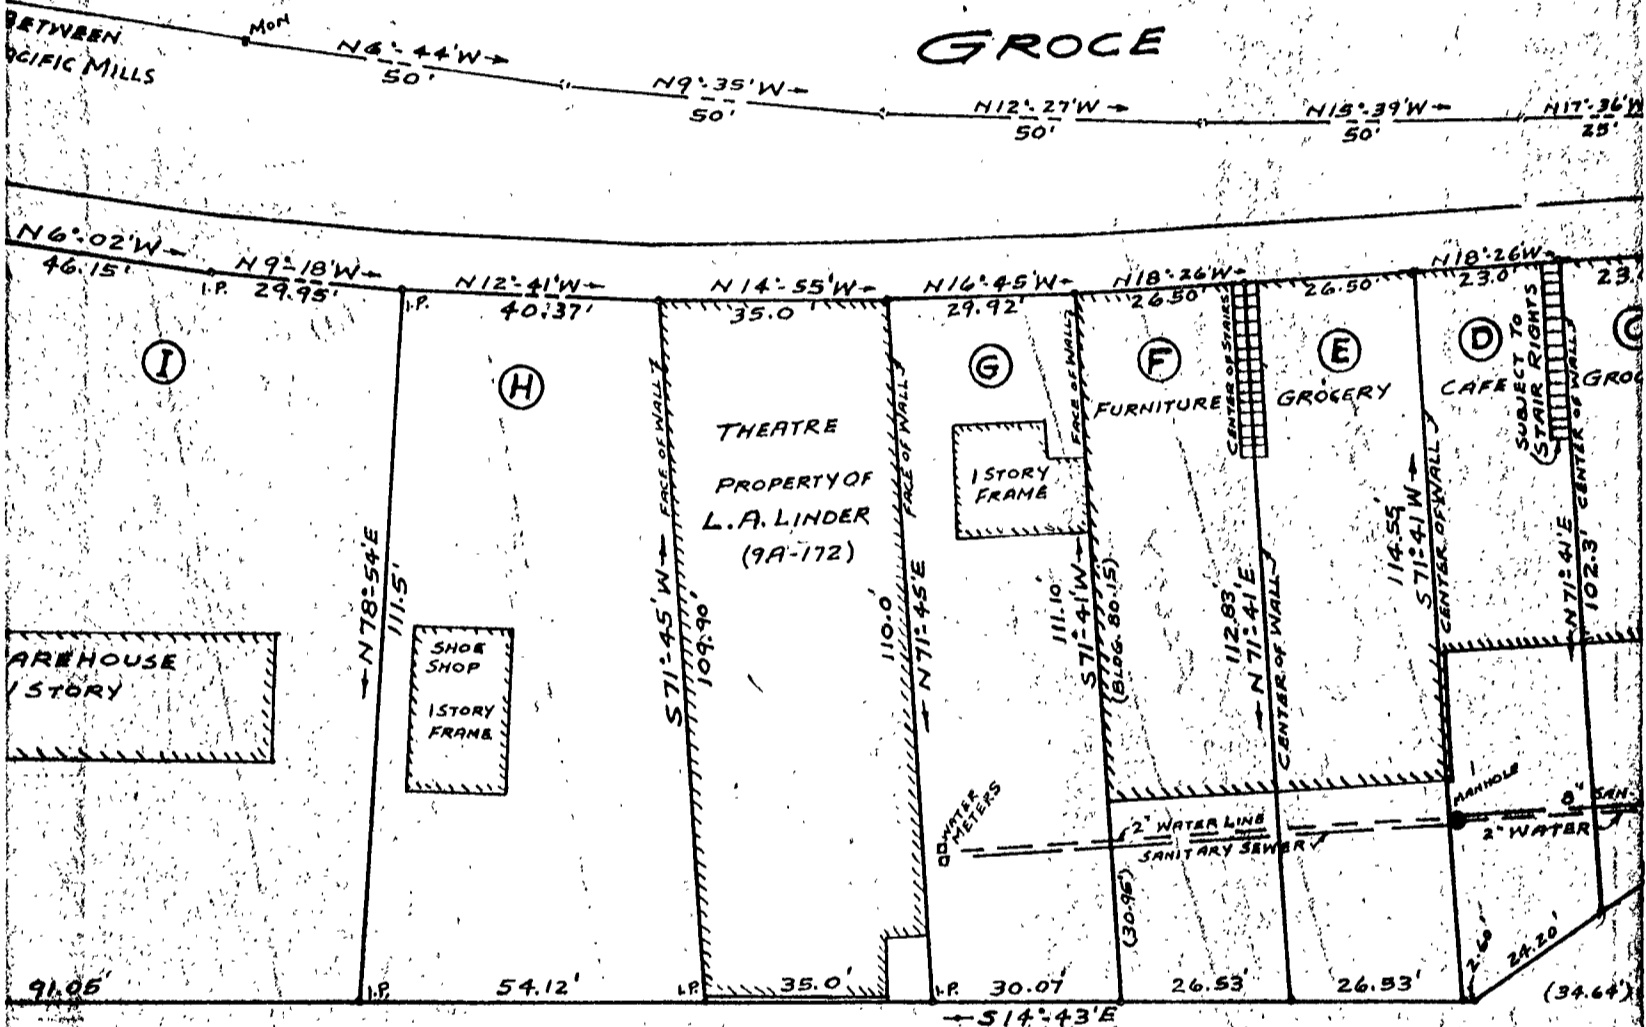 GROCE
BETWEEN
PACIFIC MILLS
MON
N6°-44'W→
50'
N9°-35'W→
50'
N12°-27'W→
50'
N15°-39'W→
50'
N17°-36'W
25'
N6°-02'W→
46.15'
I.P.
N9°-18'W→
29.95'
I.P.
N12°-41'W→
40.37'
N14°-55'W→
35.0
N16°-45'W→
29.92'
N18°-26'W→
26.50'
26.50'
N18°-26W→
23.0'
23.
I
H
G
F
E
D
C
THEATRE
PROPERTY OF
L.A. LINDER
(9A-172)
1 STORY
FRAME
FURNITURE
GROCERY
CAFE
GROC
SUBJECT TO
STAIR RIGHTS
CENTER OF STAIRS
FACE OF WALL
FACE OF WALL
FACE OF WALL
CENTER OF WALL
CENTER OF WALL
CENTER OF WALL
←N78°-54'E
111.5'
S71°-45'W→
109.90'
110.0'
←N71°-45'E
111.10'
S71°-41'W→
(BLDG. 80.15)
112.83'
←N71°-41'E
114.55'
S71°-41'W→
←N71°-41'E
102.3'
AREHOUSE
1 STORY
SHOE
SHOP
1 STORY
FRAME
WATER
METERS
2" WATER LINE
SANITARY SEWER
MANHOLE
8" SAN.
2" WATER
(30.96')
2.60'
24.20'
91.05'
I.P.
54.12'
I.P.
35.0'
I.P.
30.07
26.53'
26.53'
(34.64')
←S14°-43'E